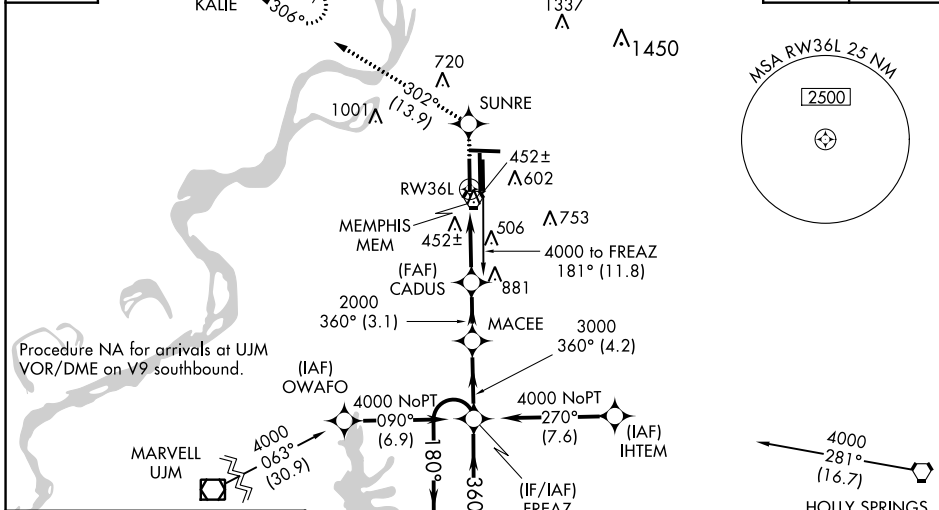 KALIE
306°
1337
1450
MSA RW36L 25 NM
2500
720
302°
(13.9)
1001
SUNRE
452±
602
RW36L
MEMPHIS
MEM
452±
506
753
4000 to FREAZ
181° (11.8)
(FAF)
CADUS
881
2000
360° (3.1)
MACEE
3000
360° (4.2)
Procedure NA for arrivals at UJM
VOR/DME on V9 southbound.
(IAF)
OWAFO
4000 NoPT
090°
(6.9)
4000 NoPT
270°
(7.6)
(IAF)
IHTEM
MARVELL
UJM
4000
063°
(30.9)
180°
360
(IF/IAF)
FREAZ
4000
281°
(16.7)
HOLLY SPRINGS